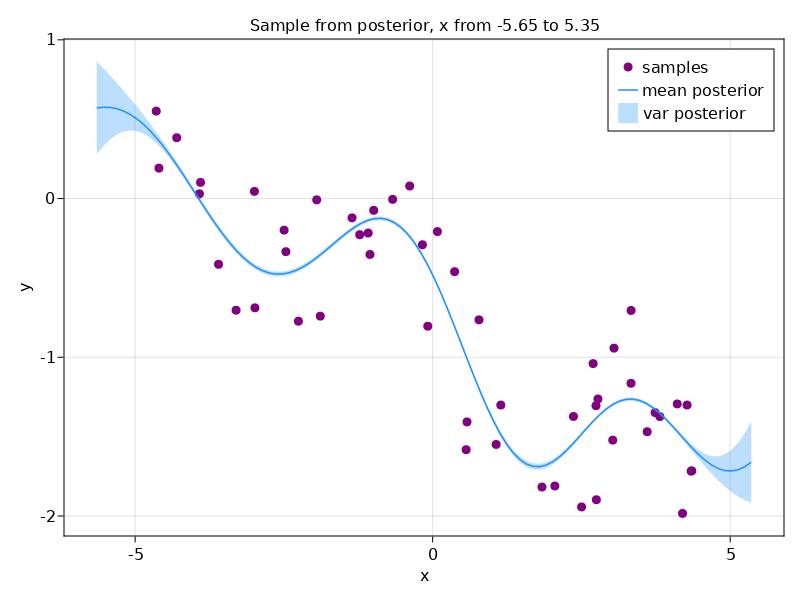 Sample from posterior, x from -5.65 to 5.35
samples
mean posterior
var posterior
1
0
-1
-2
y
-5
0
5
x